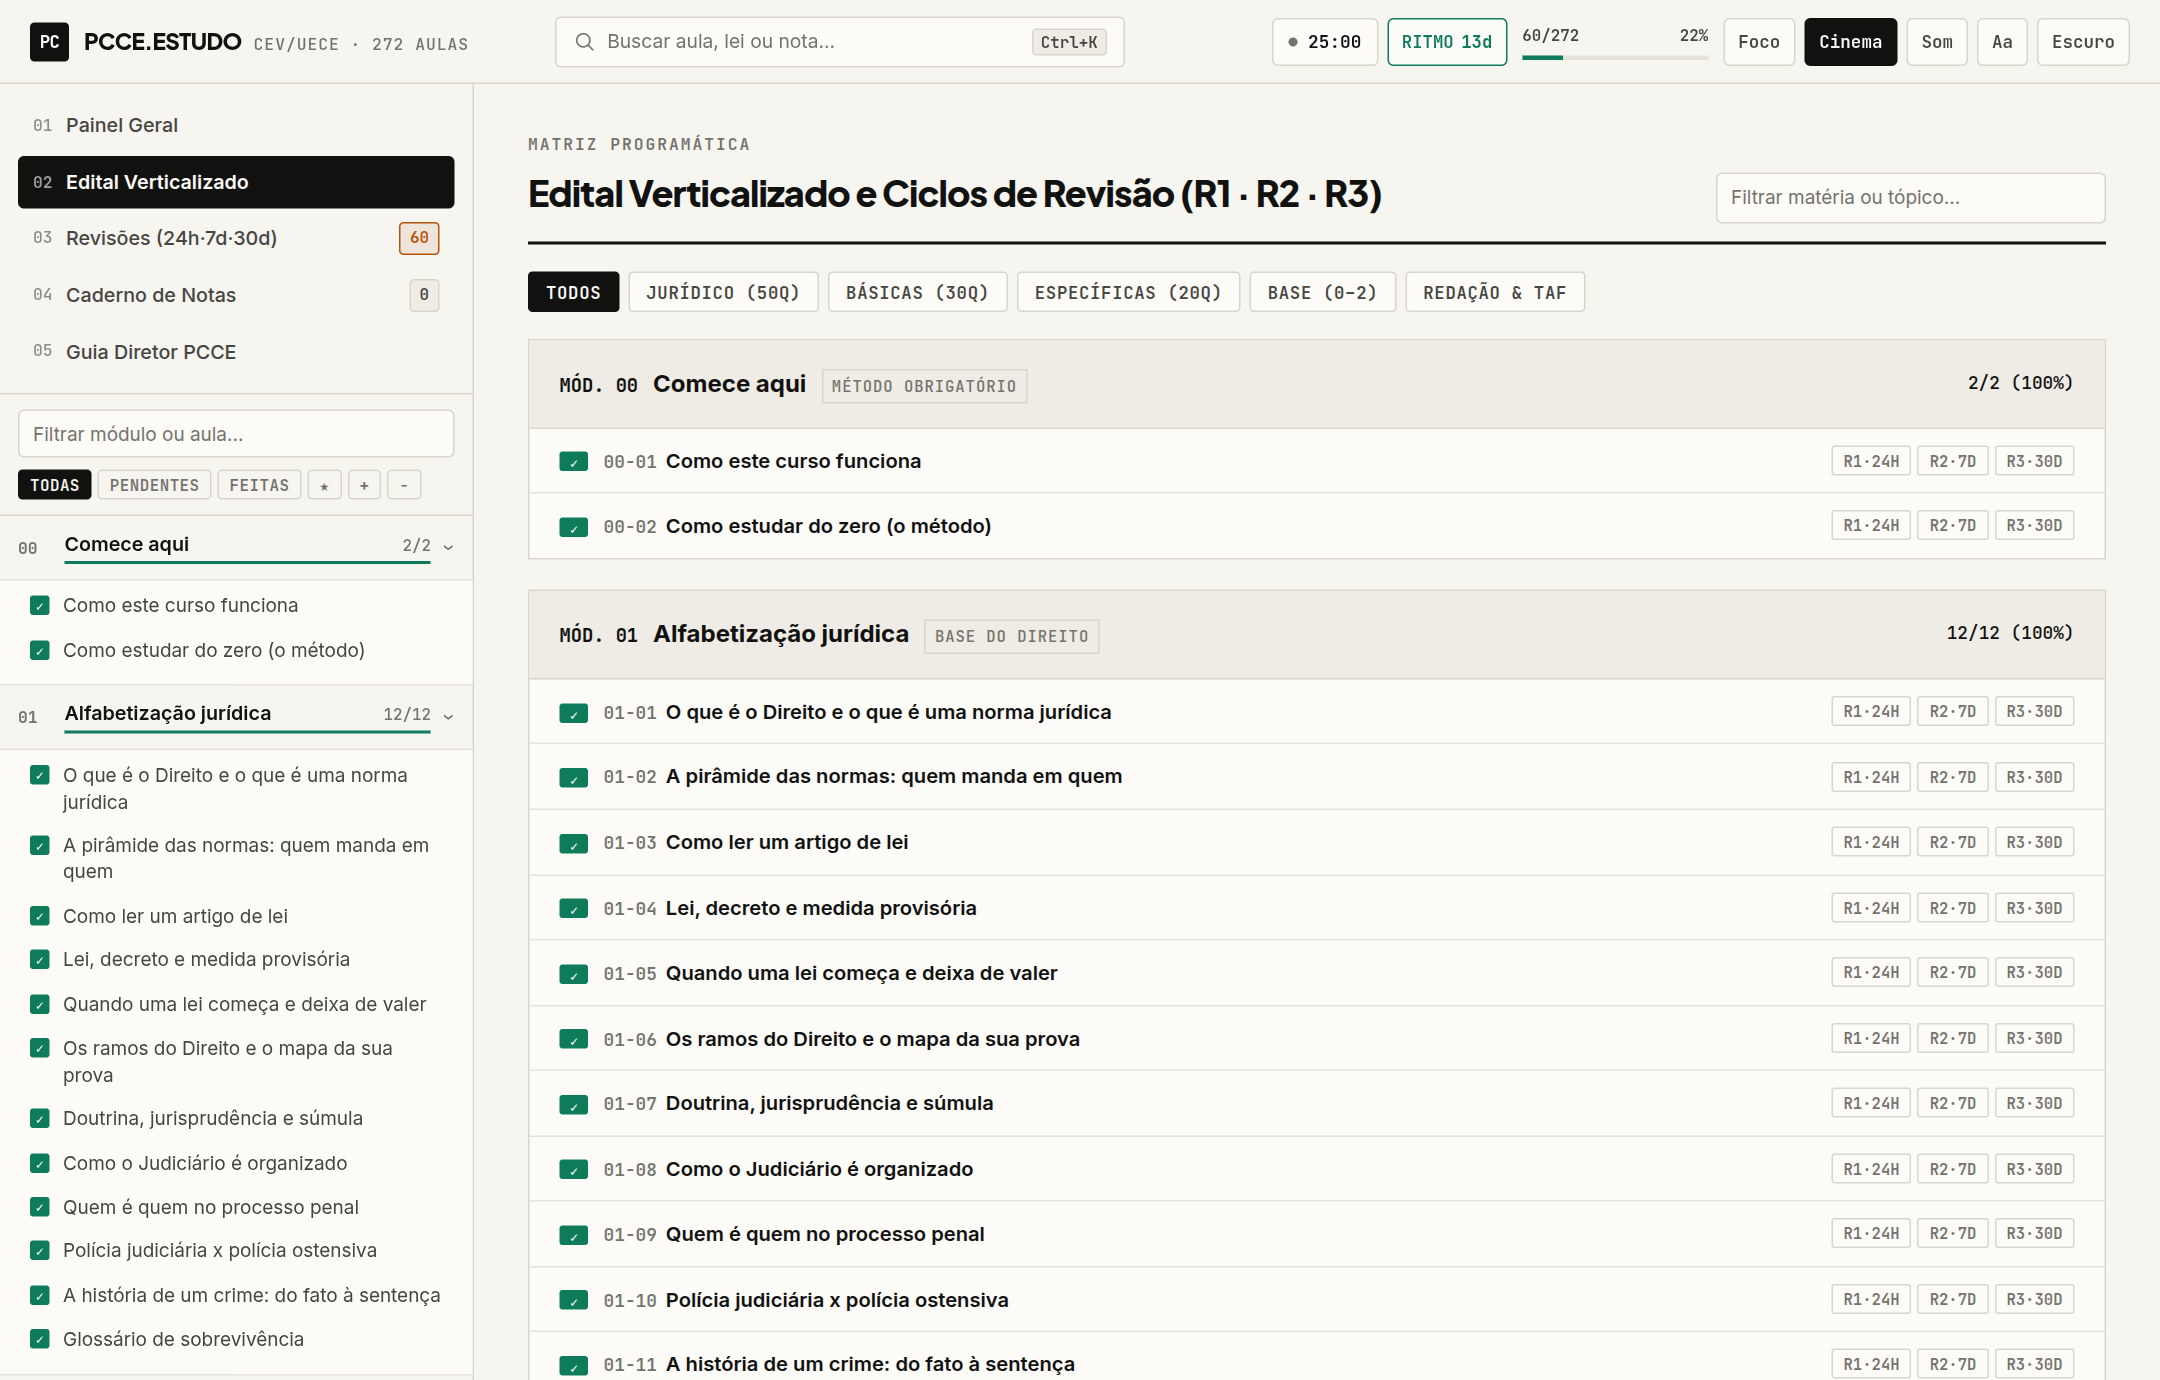 PC PCCE.ESTUDO CEV/UECE · 272 AULAS
Buscar aula, lei ou nota... Ctrl+K
25:00 RITMO 13d 60/272 22% Foco Cinema Som Aa Escuro
01 Painel Geral
02 Edital Verticalizado
03 Revisões (24h·7d·30d) 60
04 Caderno de Notas 0
05 Guia Diretor PCCE
Filtrar módulo ou aula...
TODAS PENDENTES FEITAS ★ + -
00 Comece aqui 2/2
✓ Como este curso funciona
✓ Como estudar do zero (o método)
01 Alfabetização jurídica 12/12
✓ O que é o Direito e o que é uma norma
jurídica
✓ A pirâmide das normas: quem manda em
quem
✓ Como ler um artigo de lei
✓ Lei, decreto e medida provisória
✓ Quando uma lei começa e deixa de valer
✓ Os ramos do Direito e o mapa da sua
prova
✓ Doutrina, jurisprudência e súmula
✓ Como o Judiciário é organizado
✓ Quem é quem no processo penal
✓ Polícia judiciária x polícia ostensiva
✓ A história de um crime: do fato à sentença
✓ Glossário de sobrevivência
MATRIZ PROGRAMÁTICA
Edital Verticalizado e Ciclos de Revisão (R1 · R2 · R3)
Filtrar matéria ou tópico...
TODOS JURÍDICO (50Q) BÁSICAS (30Q) ESPECÍFICAS (20Q) BASE (0–2) REDAÇÃO & TAF
MÓD. 00 Comece aqui MÉTODO OBRIGATÓRIO 2/2 (100%)
✓ 00-01 Como este curso funciona R1·24H R2·7D R3·30D
✓ 00-02 Como estudar do zero (o método) R1·24H R2·7D R3·30D
MÓD. 01 Alfabetização jurídica BASE DO DIREITO 12/12 (100%)
✓ 01-01 O que é o Direito e o que é uma norma jurídica R1·24H R2·7D R3·30D
✓ 01-02 A pirâmide das normas: quem manda em quem R1·24H R2·7D R3·30D
✓ 01-03 Como ler um artigo de lei R1·24H R2·7D R3·30D
✓ 01-04 Lei, decreto e medida provisória R1·24H R2·7D R3·30D
✓ 01-05 Quando uma lei começa e deixa de valer R1·24H R2·7D R3·30D
✓ 01-06 Os ramos do Direito e o mapa da sua prova R1·24H R2·7D R3·30D
✓ 01-07 Doutrina, jurisprudência e súmula R1·24H R2·7D R3·30D
✓ 01-08 Como o Judiciário é organizado R1·24H R2·7D R3·30D
✓ 01-09 Quem é quem no processo penal R1·24H R2·7D R3·30D
✓ 01-10 Polícia judiciária x polícia ostensiva R1·24H R2·7D R3·30D
✓ 01-11 A história de um crime: do fato à sentença R1·24H R2·7D R3·30D